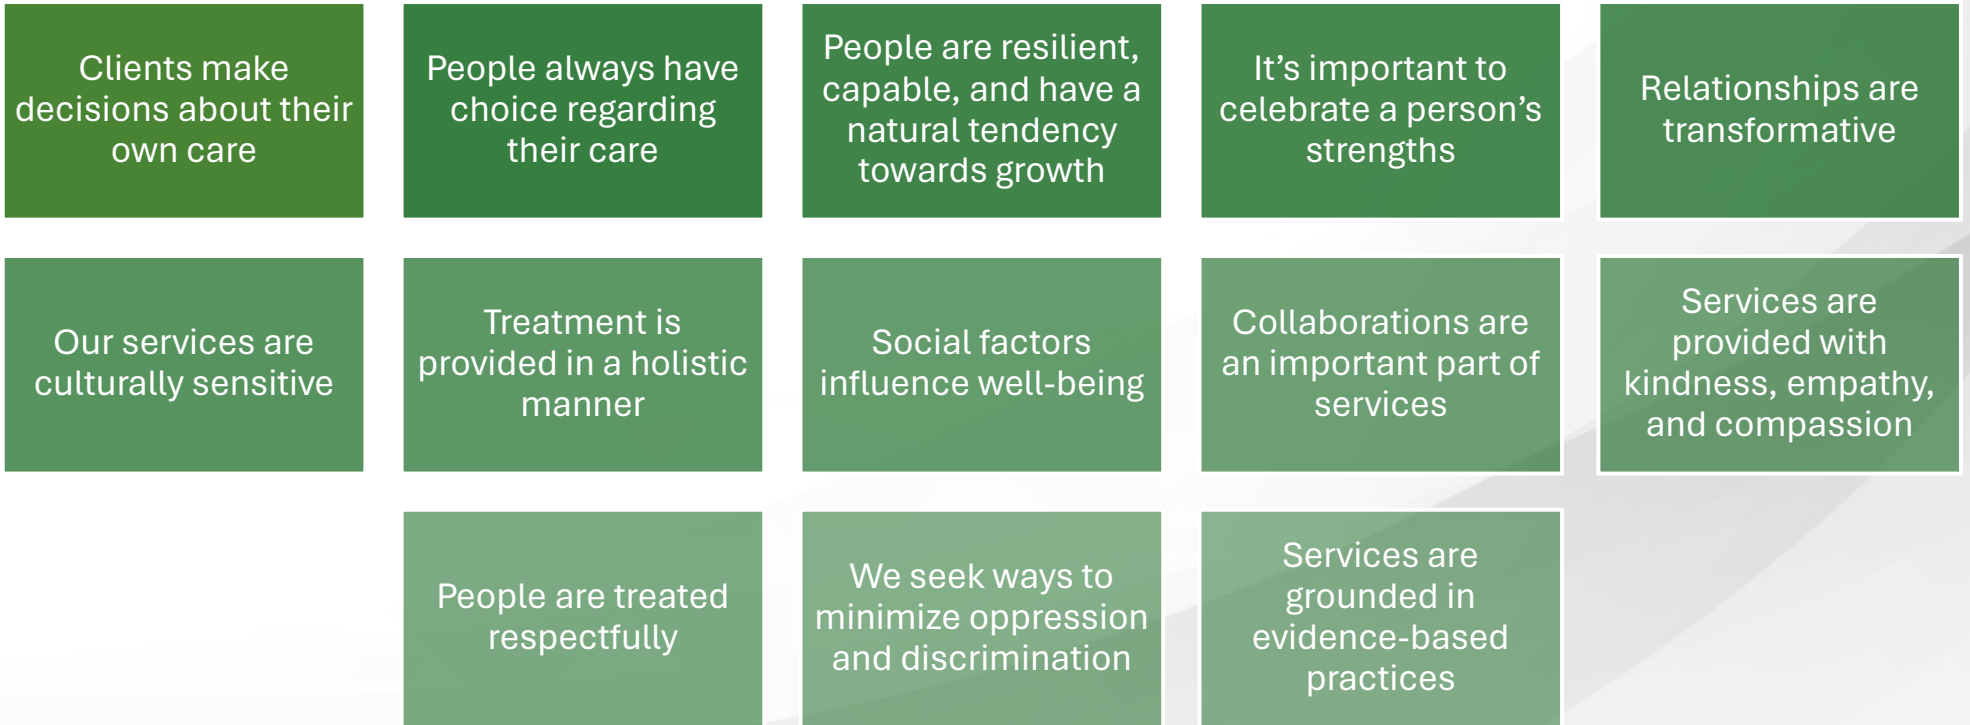 Clients make
decisions about their
own care
People always have
choice regarding
their care
People are resilient,
capable, and have a
natural tendency
towards growth
It’s important to
celebrate a person’s
strengths
Relationships are
transformative
Our services are
culturally sensitive
Treatment is
provided in a holistic
manner
Social factors
influence well-being
Collaborations are
an important part of
services
Services are
provided with
kindness, empathy,
and compassion
People are treated
respectfully
We seek ways to
minimize oppression
and discrimination
Services are
grounded in
evidence-based
practices